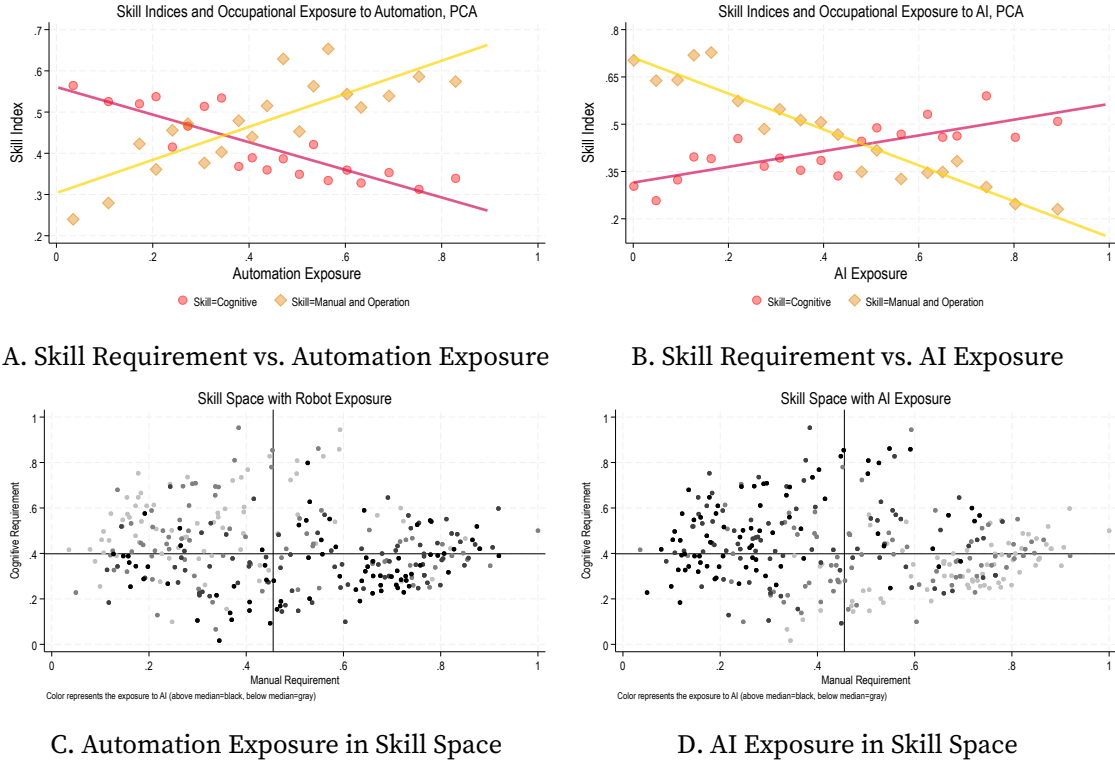 Skill Indices and Occupational Exposure to Automation, PCA
.7
.6
.5
.4
.3
.2
Skill Index
0 .2 .4 .6 .8 1
Automation Exposure
Skill=Cognitive Skill=Manual and Operation
A. Skill Requirement vs. Automation Exposure
Skill Indices and Occupational Exposure to AI, PCA
.8
.65
.5
.35
.2
Skill Index
0 .2 .4 .6 .8 1
AI Exposure
Skill=Cognitive Skill=Manual and Operation
B. Skill Requirement vs. AI Exposure
Skill Space with Robot Exposure
1
.8
.6
.4
.2
0
Cognitive Requirement
0 .2 .4 .6 .8 1
Manual Requirement
Color represents the exposure to AI (above median=black, below median=gray)
C. Automation Exposure in Skill Space
Skill Space with AI Exposure
1
.8
.6
.4
.2
0
Cognitive Requirement
0 .2 .4 .6 .8 1
Manual Requirement
Color represents the exposure to AI (above median=black, below median=gray)
D. AI Exposure in Skill Space